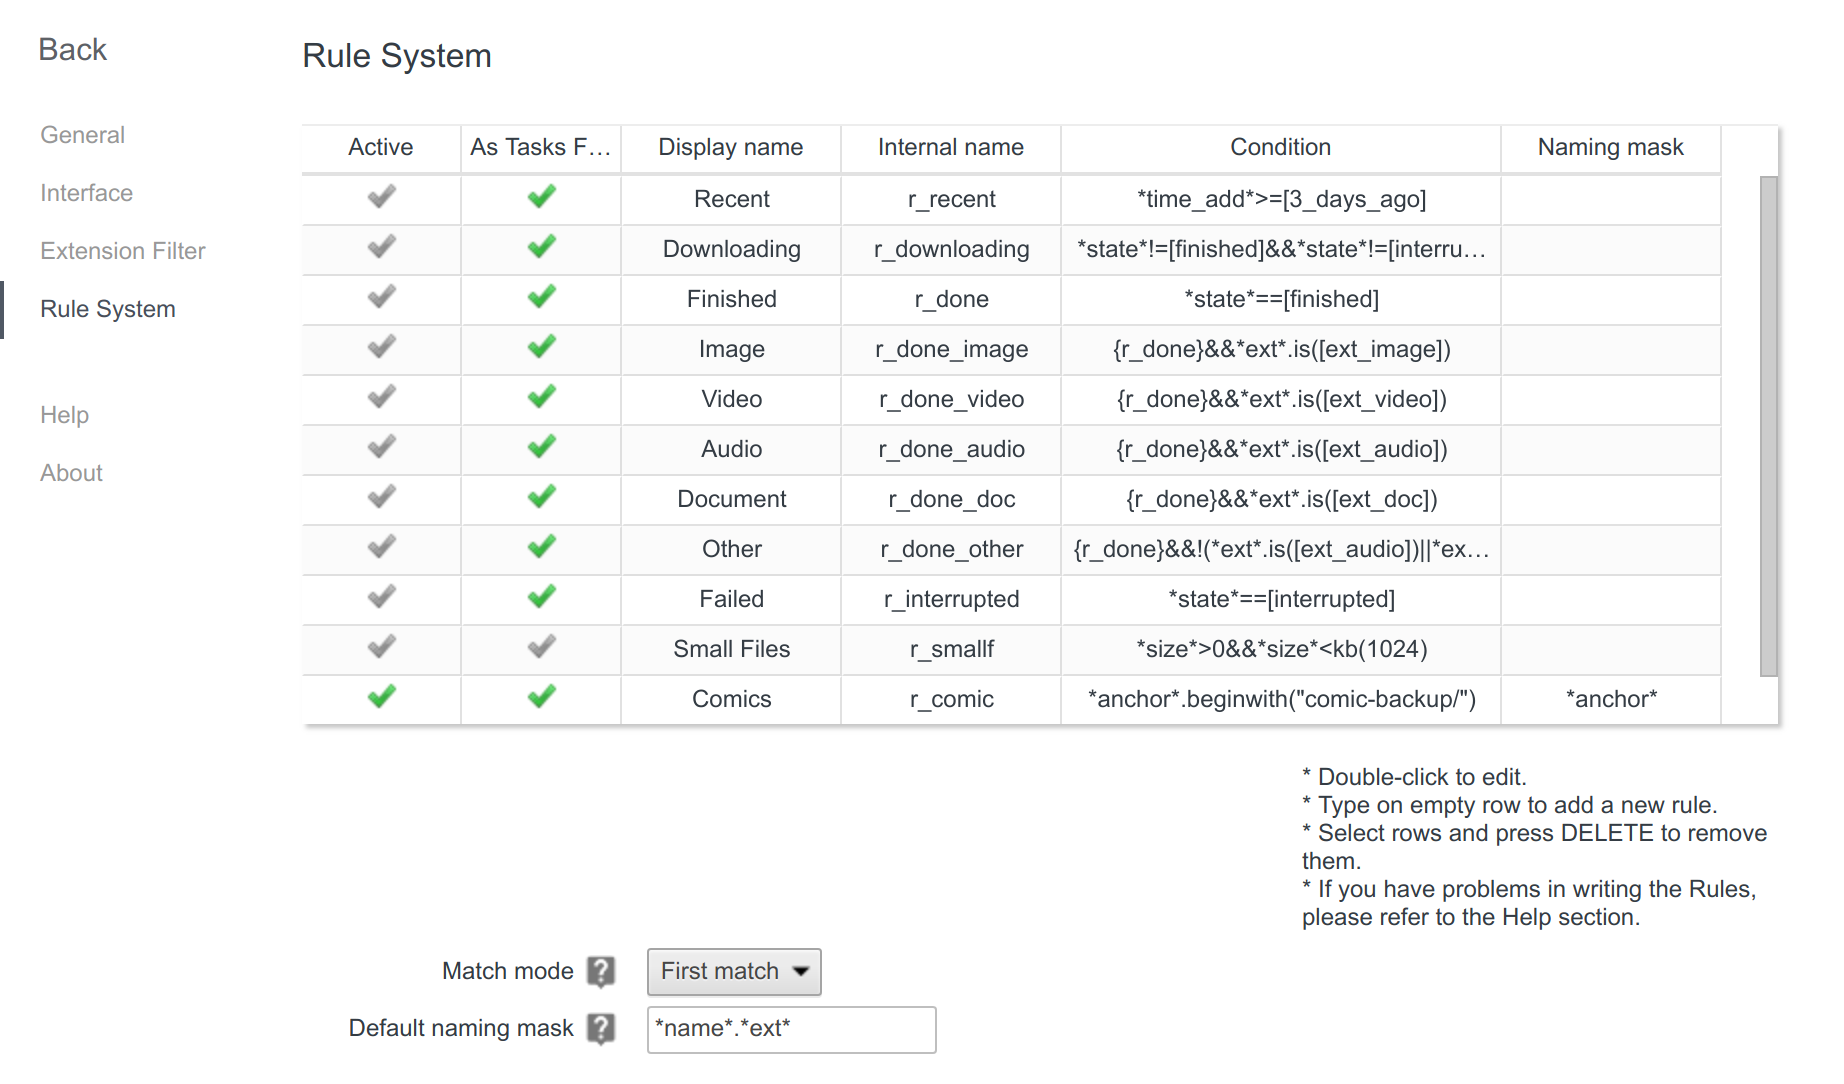 Back
General
Interface
Extension Filter
Rule System
Help
About
Rule System
Active As Tasks F... Display name Internal name Condition Naming mask
Recent r_recent *time_add*>=[3_days_ago]
Downloading r_downloading *state*!=[finished]&&*state*!=[interru...
Finished r_done *state*==[finished]
Image r_done_image {r_done}&&*ext*.is([ext_image])
Video r_done_video {r_done}&&*ext*.is([ext_video])
Audio r_done_audio {r_done}&&*ext*.is([ext_audio])
Document r_done_doc {r_done}&&*ext*.is([ext_doc])
Other r_done_other {r_done}&&!(*ext*.is([ext_audio])||*ex...
Failed r_interrupted *state*==[interrupted]
Small Files r_smallf *size*>0&&*size*<kb(1024)
Comics r_comic *anchor*.beginwith("comic-backup/") *anchor*
* Double-click to edit.
* Type on empty row to add a new rule.
* Select rows and press DELETE to remove
them.
* If you have problems in writing the Rules,
please refer to the Help section.
Match mode ? First match
Default naming mask ? *name*.*ext*